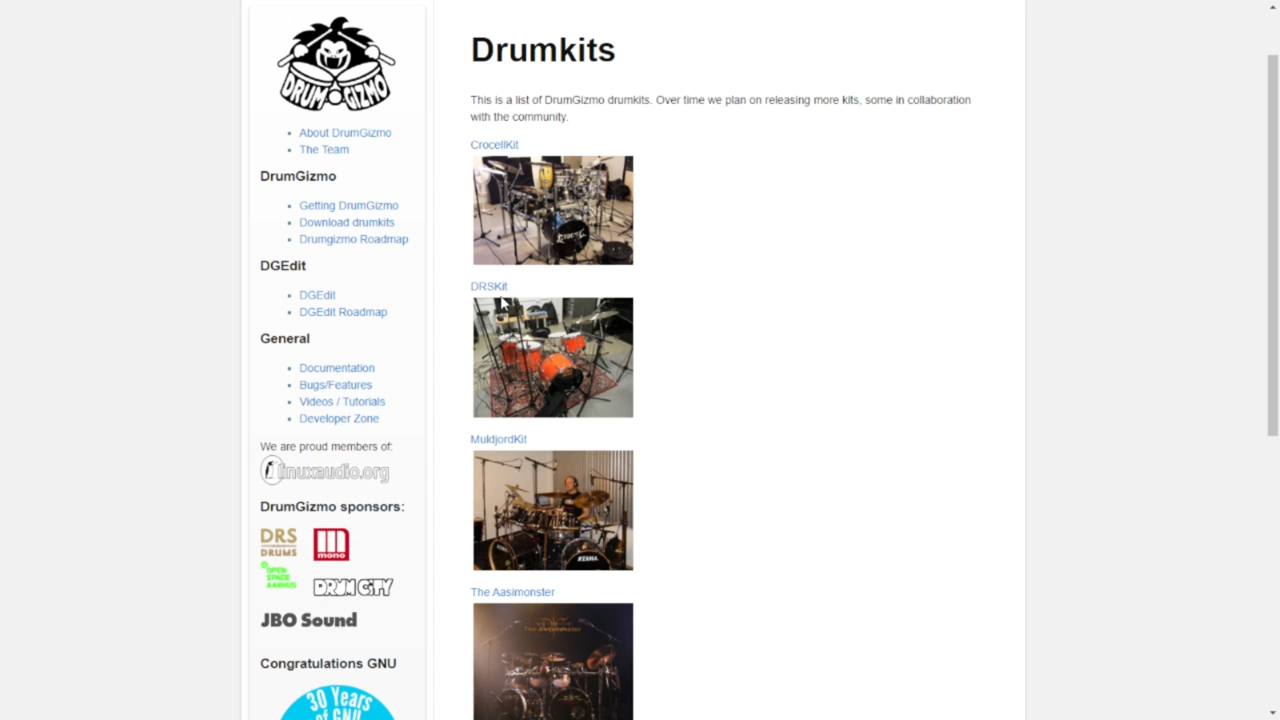 DRUM GIZMO
About DrumGizmo
The Team
DrumGizmo
Getting DrumGizmo
Download drumkits
Drumgizmo Roadmap
DGEdit
DGEdit
DGEdit Roadmap
General
Documentation
Bugs/Features
Videos / Tutorials
Developer Zone
We are proud members of:
linuxaudio.org
DrumGizmo sponsors:
DRS
DRUMS
mono
OPEN
SPACE
AARHUS
DRUM CITY
JBO Sound
Congratulations GNU
30 Years
of GNU
Drumkits
This is a list of DrumGizmo drumkits. Over time we plan on releasing more kits, some in collaboration
with the community.
CrocellKit
DRSKit
MuldjordKit
TAMA
The Aasimonster